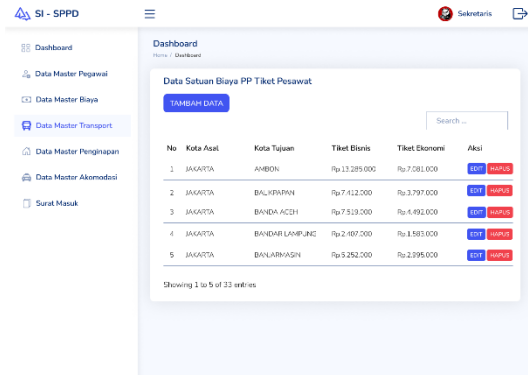 SI - SPPD
Sekretaris
Dashboard
Data Master Pegawai
Data Master Biaya
Data Master Transport
Data Master Penginapan
Data Master Akomodasi
Surat Masuk
Dashboard
Home / Dashboard
Data Satuan Biaya PP Tiket Pesawat
TAMBAH DATA
Search ...
No Kota Asal Kota Tujuan Tiket Bisnis Tiket Ekonomi Aksi
1 JAKARTA AMBON Rp.13.285.000 Rp.7.081.000 EDIT HAPUS
2 JAKARTA BALIKPAPAN Rp.7.412.000 Rp.3.797.000 EDIT HAPUS
3 JAKARTA BANDA ACEH Rp.7.519.000 Rp.4.492.000 EDIT HAPUS
4 JAKARTA BANDAR LAMPUNG Rp.2.407.000 Rp.1.583.000 EDIT HAPUS
5 JAKARTA BANJARMASIN Rp.5.252.000 Rp.2.995.000 EDIT HAPUS
Showing 1 to 5 of 33 entries